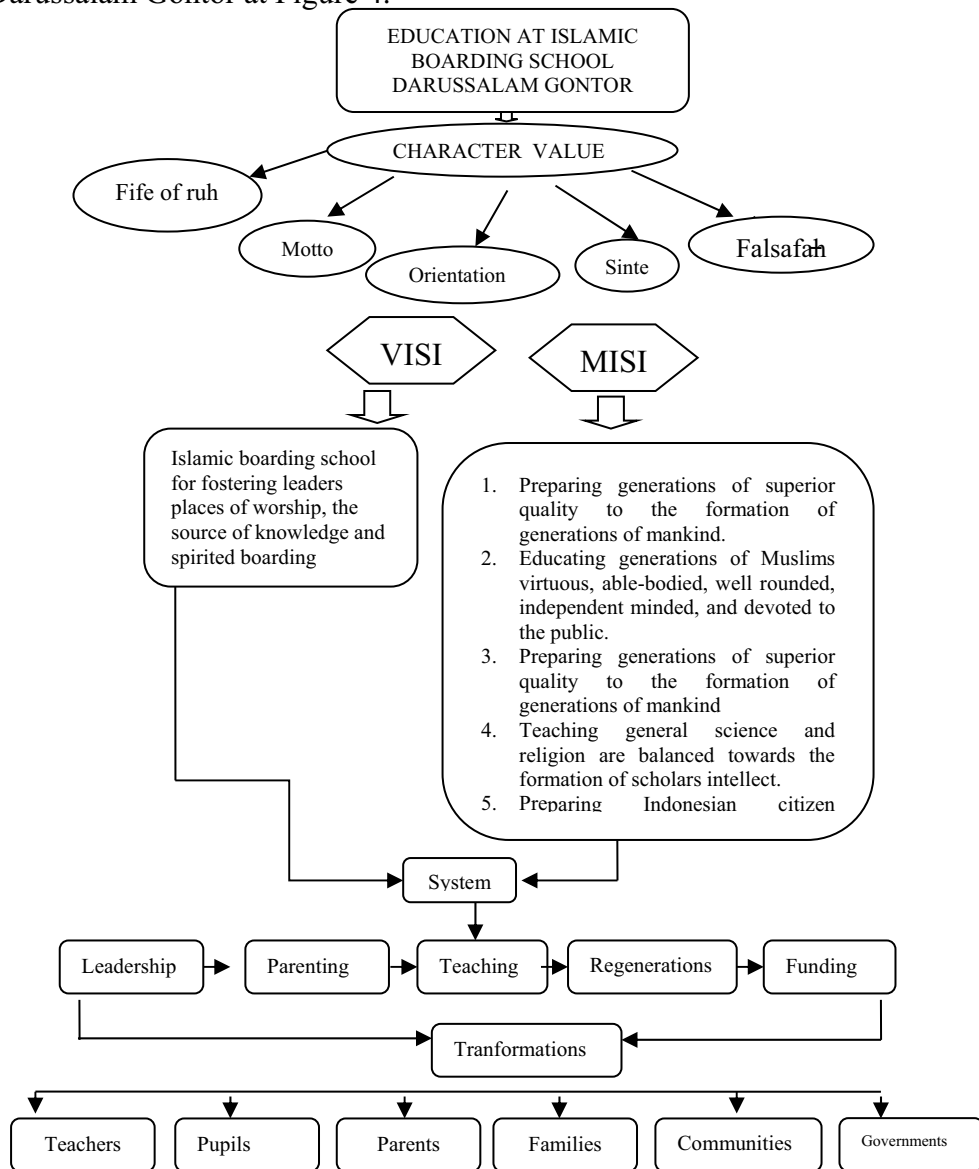 Darussalam Gontor at Figure 4.
EDUCATION AT ISLAMIC
BOARDING SCHOOL
DARUSSALAM GONTOR
CHARACTER VALUE
Fife of ruh
Motto
Orientation
Sinte
Falsafah
VISI
MISI
Islamic boarding school
for fostering leaders
places of worship, the
source of knowledge and
spirited boarding
1. Preparing generations of superior
quality to the formation of
generations of mankind.
2. Educating generations of Muslims
virtuous, able-bodied, well rounded,
independent minded, and devoted to
the public.
3. Preparing generations of superior
quality to the formation of
generations of mankind
4. Teaching general science and
religion are balanced towards the
formation of scholars intellect.
5. Preparing Indonesian citizen
System
Leadership
Parenting
Teaching
Regenerations
Funding
Tranformations
Teachers
Pupils
Parents
Families
Communities
Governments